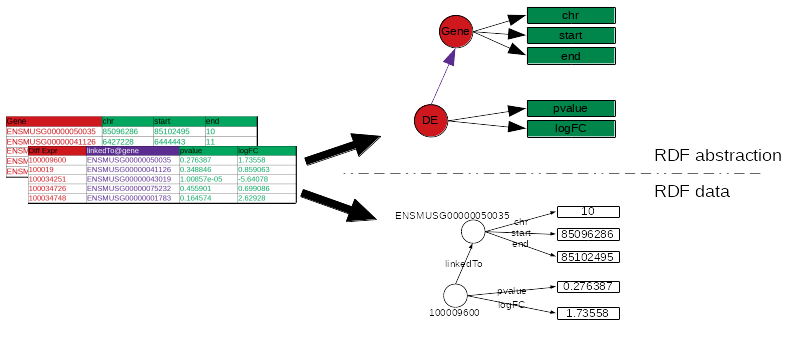 Gene chr start end
ENSMUSG00000050035 85096286 85102495 10
ENSMUSG00000041126 6427228 6444443 11
ENSM
ENSM
ENSM
Diff Expr linkedTo@gene pvalue logFC
100009600 ENSMUSG00000050035 0.276387 1.73558
100019 ENSMUSG00000041126 0.348846 0.859063
100034251 ENSMUSG00000043019 1.00857e-05 -5.64078
100034726 ENSMUSG00000075232 0.455901 0.699086
100034748 ENSMUSG00000001783 0.164574 2.62928
Gene
chr
start
end
DE
pvalue
logFC
RDF abstraction
RDF data
ENSMUSG00000050035
chr
10
start
85096286
end
85102495
linkedTo
100009600
pvalue
0.276387
logFC
1.73558